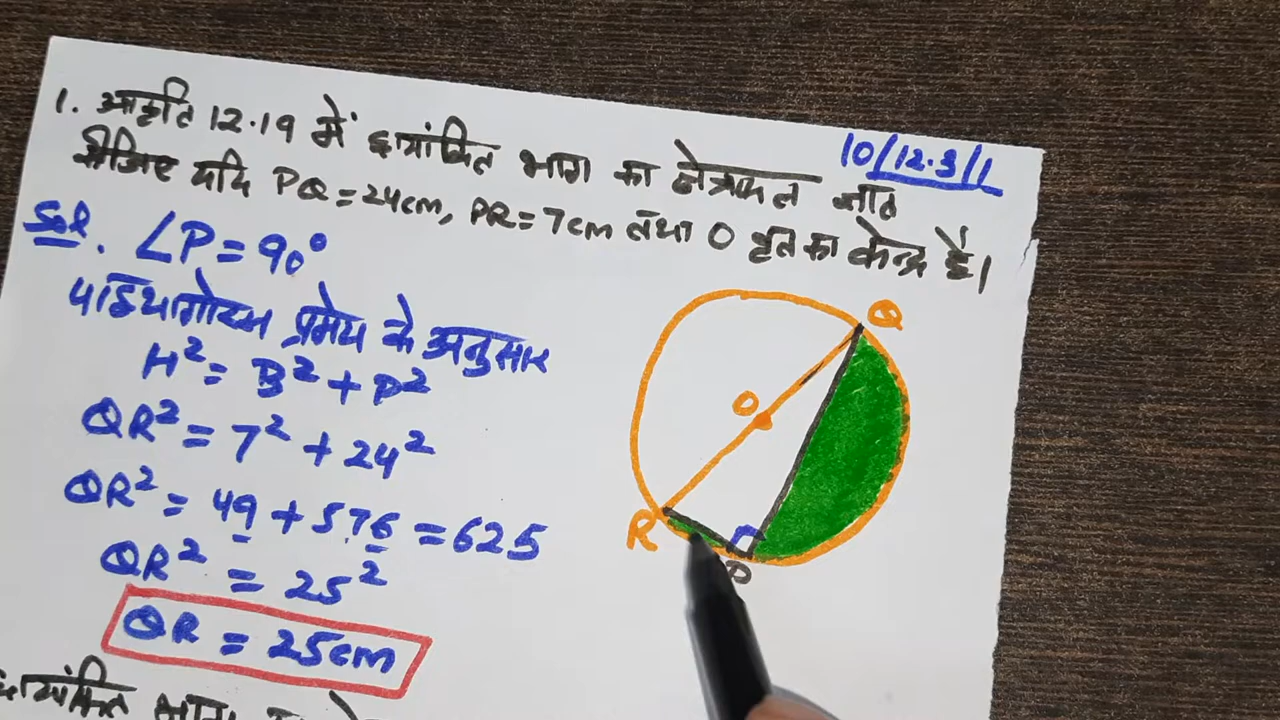 1. आकृति 12.19 में छायांकित भाग का क्षेत्रफल ज्ञात
10/12.3/1
कीजिए यदि PQ=24cm, PR=7cm तथा O वृत का केन्द्र है।
Sol. ∠P=90°
पाइथागोरस प्रमेय के अनुसार
H²= B²+P²
QR²=7²+24²
QR²= 49+576=625
QR² = 25²
QR = 25cm
छायांकित भाग
Q
O
R
P